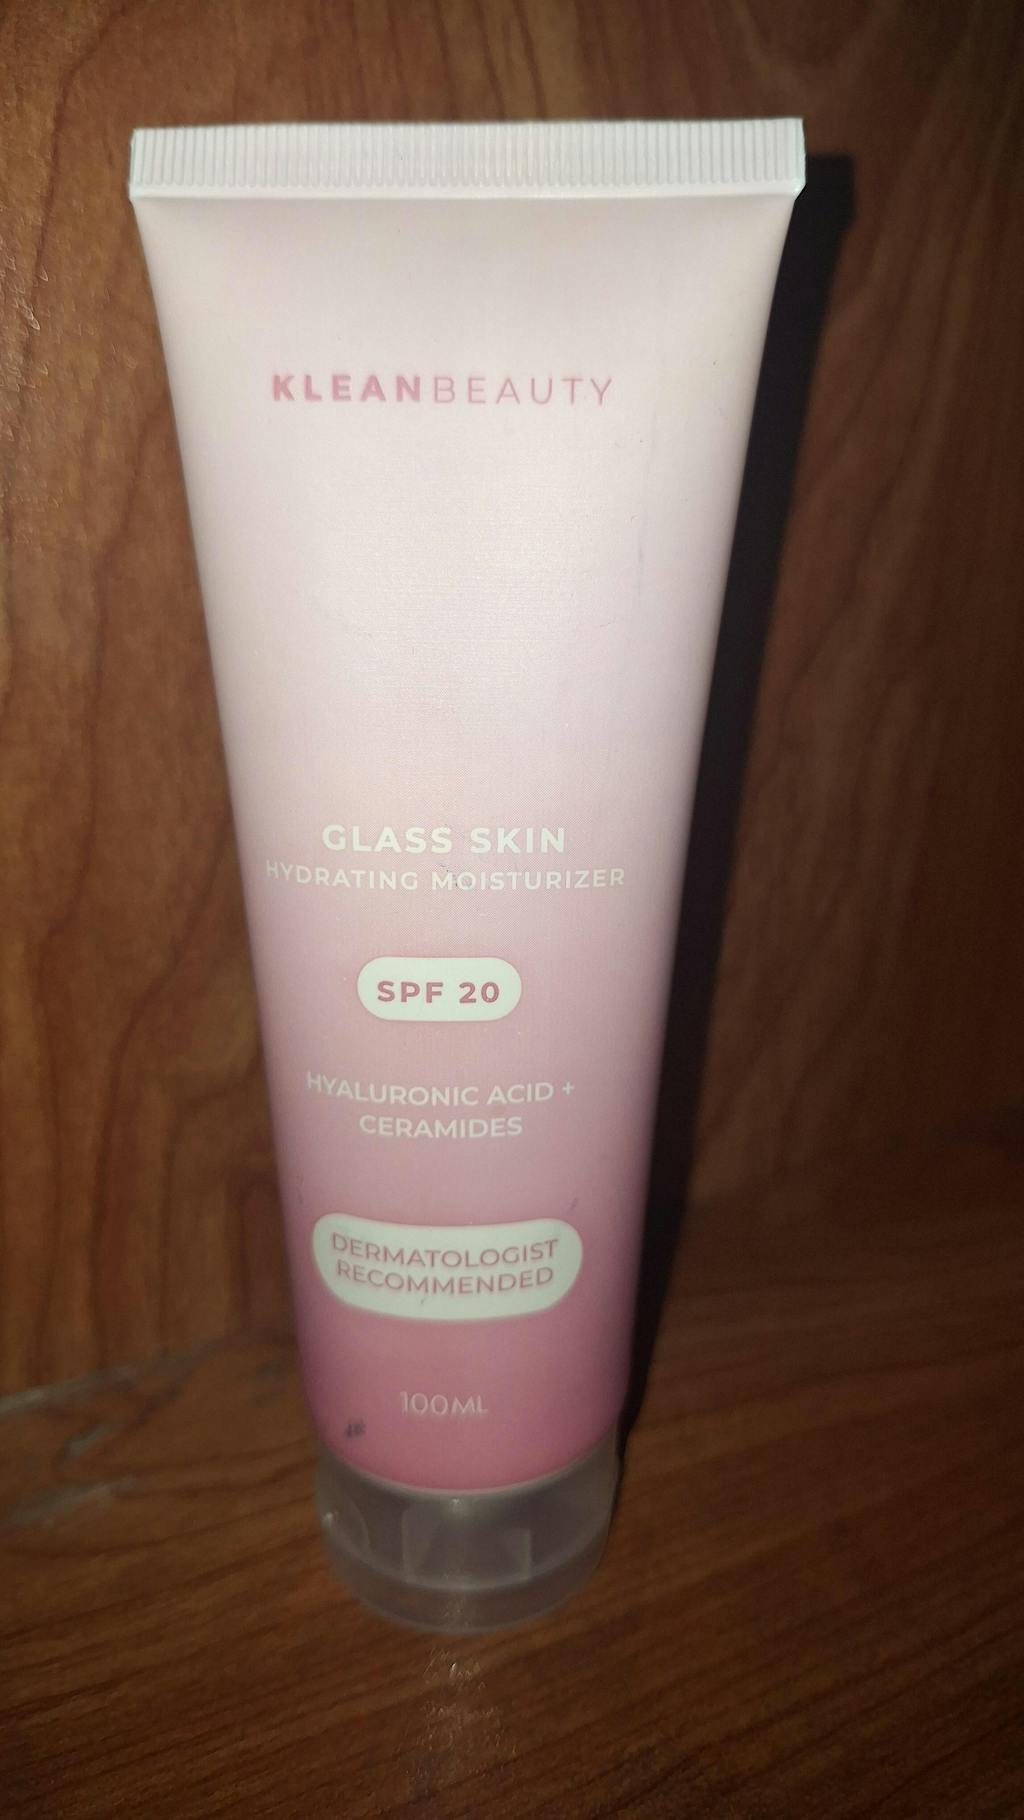 KLEANBEAUTY
GLASS SKIN
HYDRATING MOISTURIZER
SPF 20
HYALURONIC ACID +
CERAMIDES
DERMATOLOGIST
RECOMMENDED
100ML